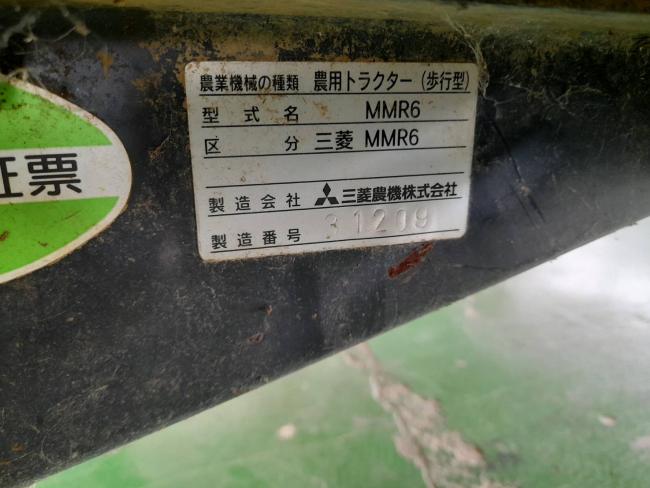 農業機械の種類 農用トラクター（歩行型）
型式名 MMR6
区分 三菱 MMR6
製造会社 三菱農機株式会社
製造番号 31209
証票